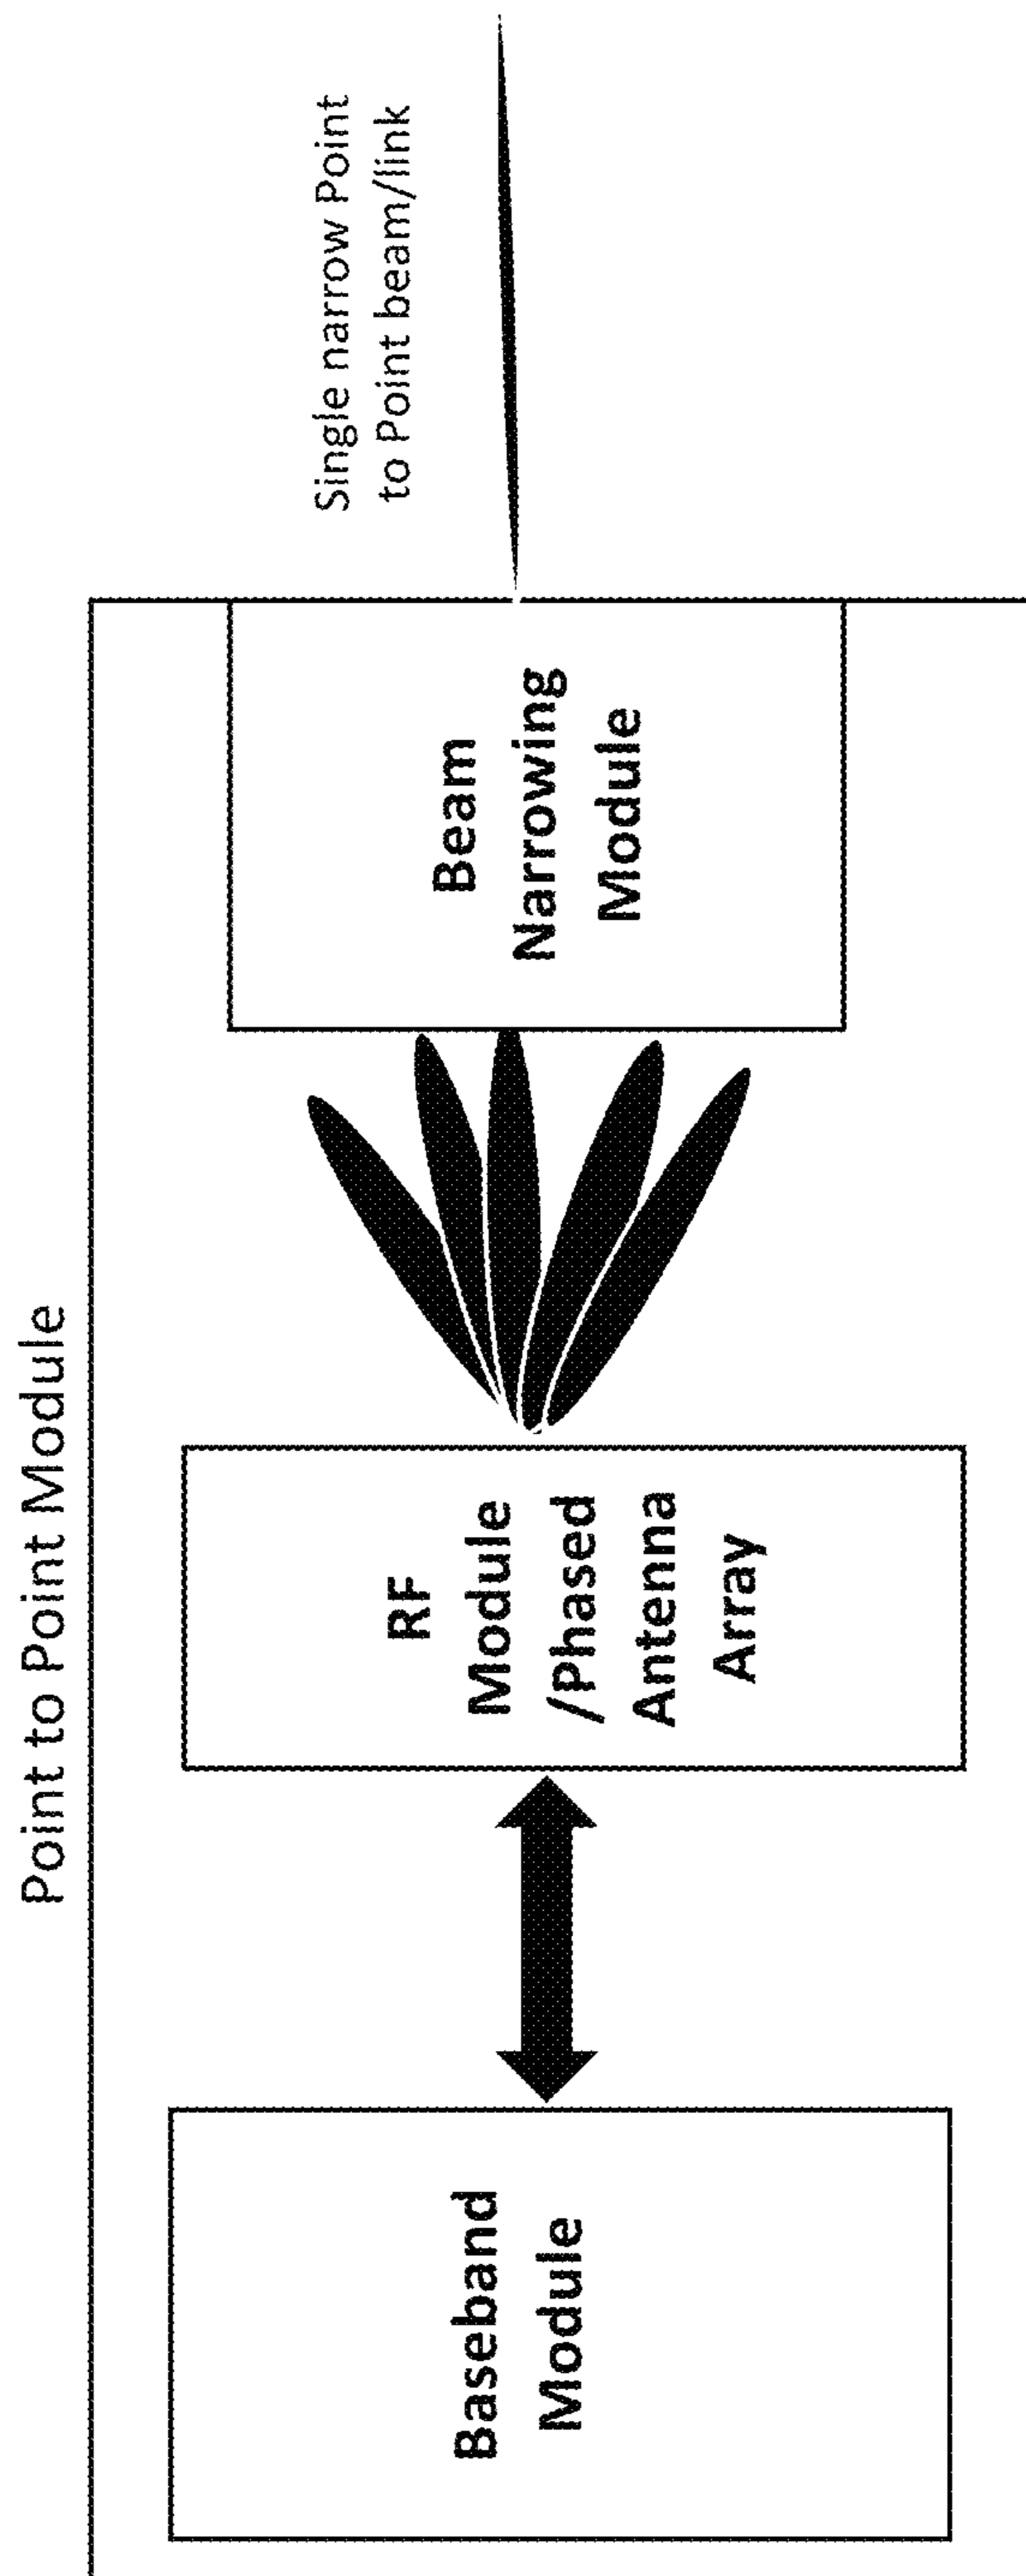 Point to Point Module
Baseband
Module
RF
Module
/Phased
Antenna
Array
Beam
Narrowing
Module
Single narrow Point
to Point beam/link